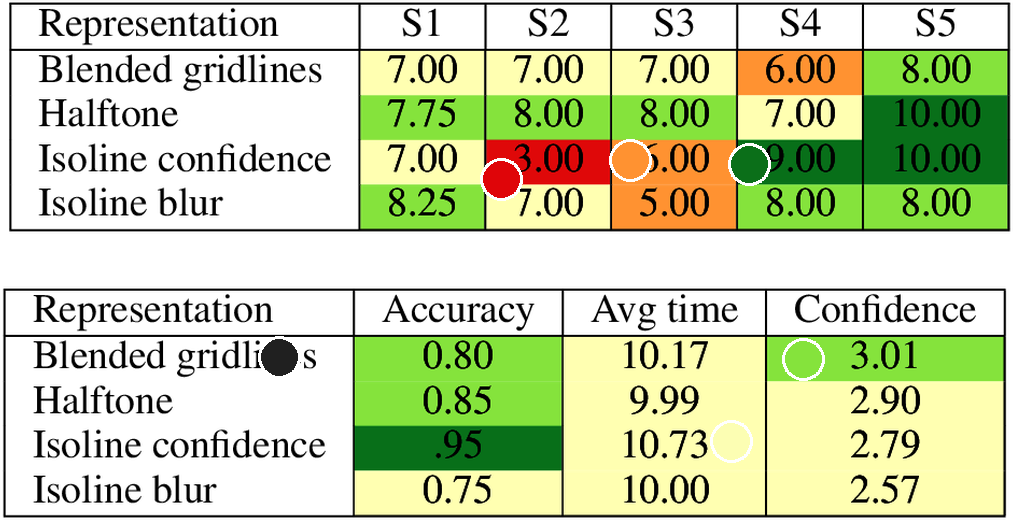 Representation S1 S2 S3 S4 S5
Blended gridlines 7.00 7.00 7.00 6.00 8.00
Halftone 7.75 8.00 8.00 7.00 10.00
Isoline confidence 7.00 3.00 9.00 10.00
Isoline blur 8.25 7.00 5.00 8.00 8.00
Representation Accuracy Avg time Confidence
Blended 0.80 10.17 3.01
Halftone 0.85 9.99 2.90
Isoline confidence .95 10.73 2.79
Isoline blur 0.75 10.00 2.57